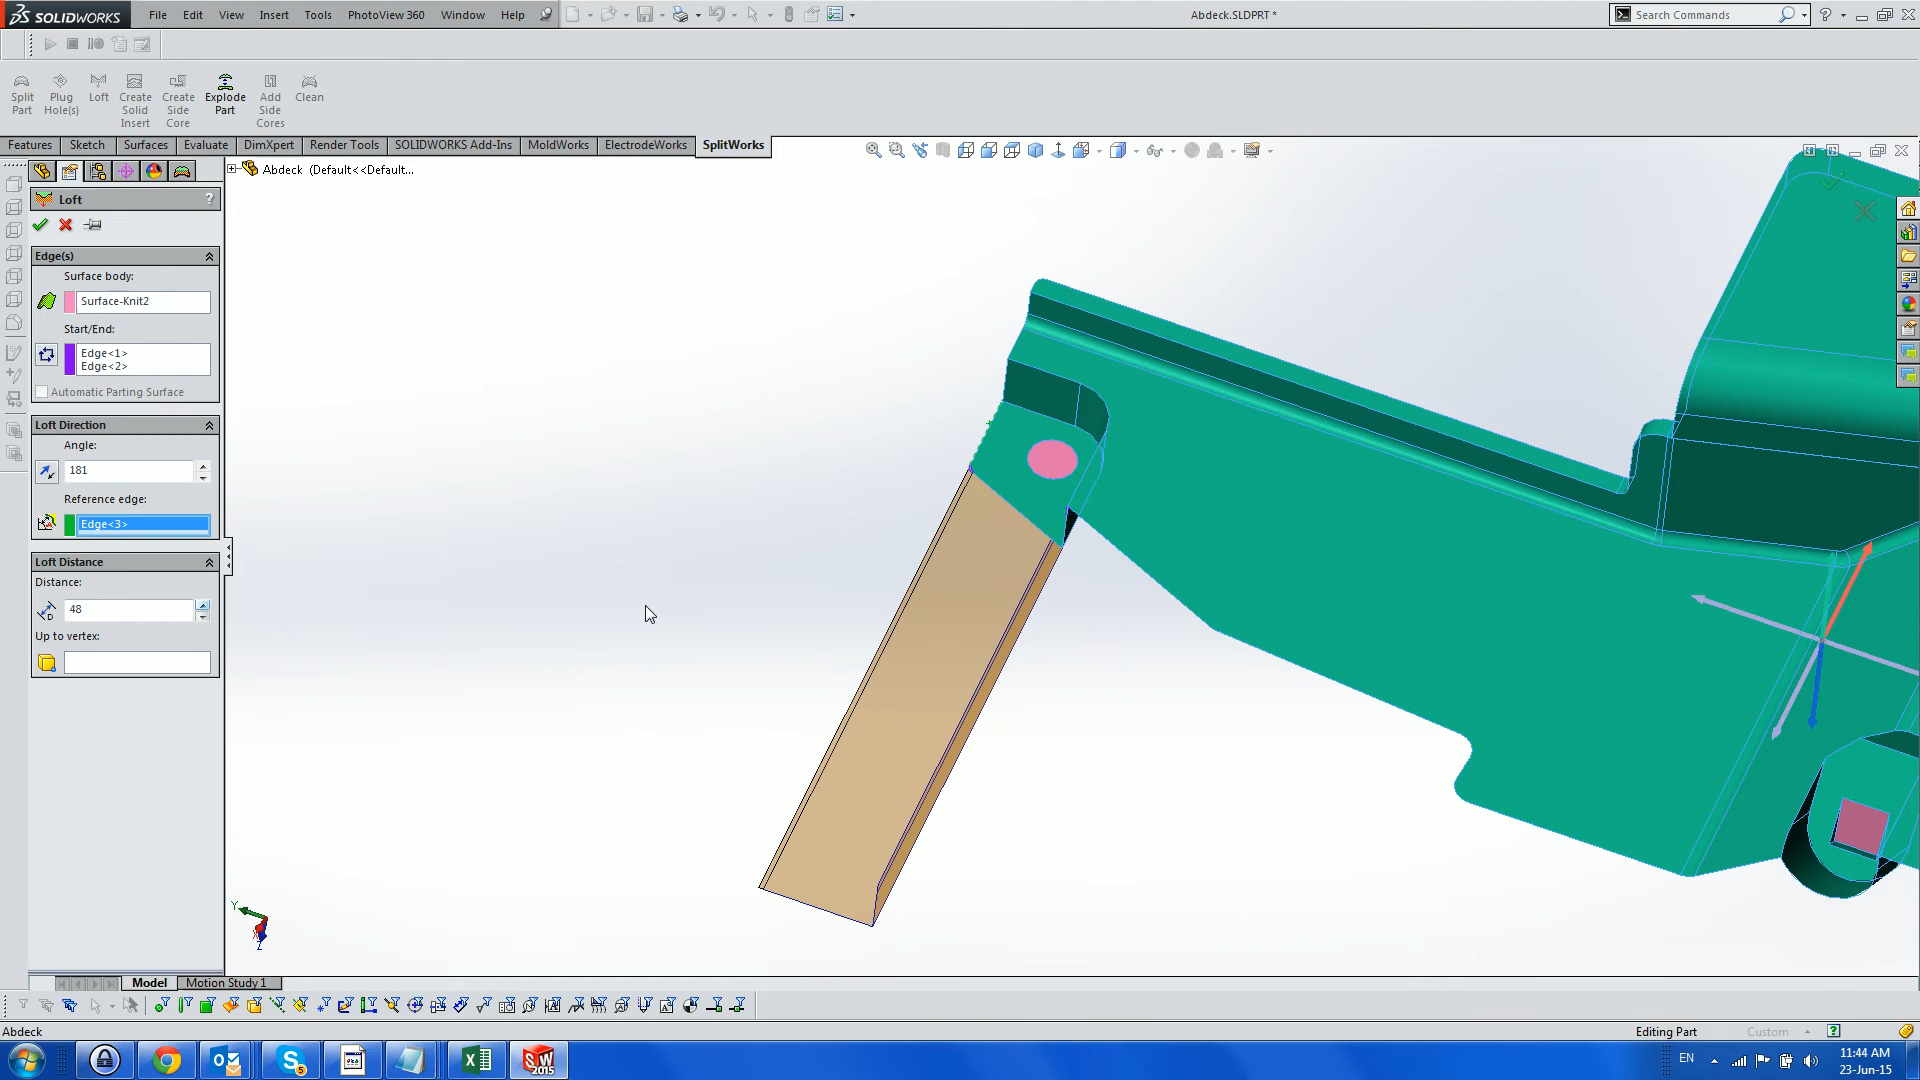 SOLIDWORKS File Edit View Insert Tools PhotoView 360 Window Help Abdeck.SLDPRT * Search Commands
Split Part Plug Hole(s) Loft Create Solid Insert Create Side Core Explode Part Add Side Cores Clean
Features Sketch Surfaces Evaluate DimXpert Render Tools SOLIDWORKS Add-Ins MoldWorks ElectrodeWorks SplitWorks
Abdeck (Default<<Default...
Loft ?
Edge(s)
Surface body:
Surface-Knit2
Start/End:
Edge<1>
Edge<2>
Automatic Parting Surface
Loft Direction
Angle:
181
Reference edge:
Edge<3>
Loft Distance
Distance:
48
Up to vertex:
Y
X
Z
Model Motion Study 1
Abdeck Editing Part Custom
EN 11:44 AM
23-Jun-15